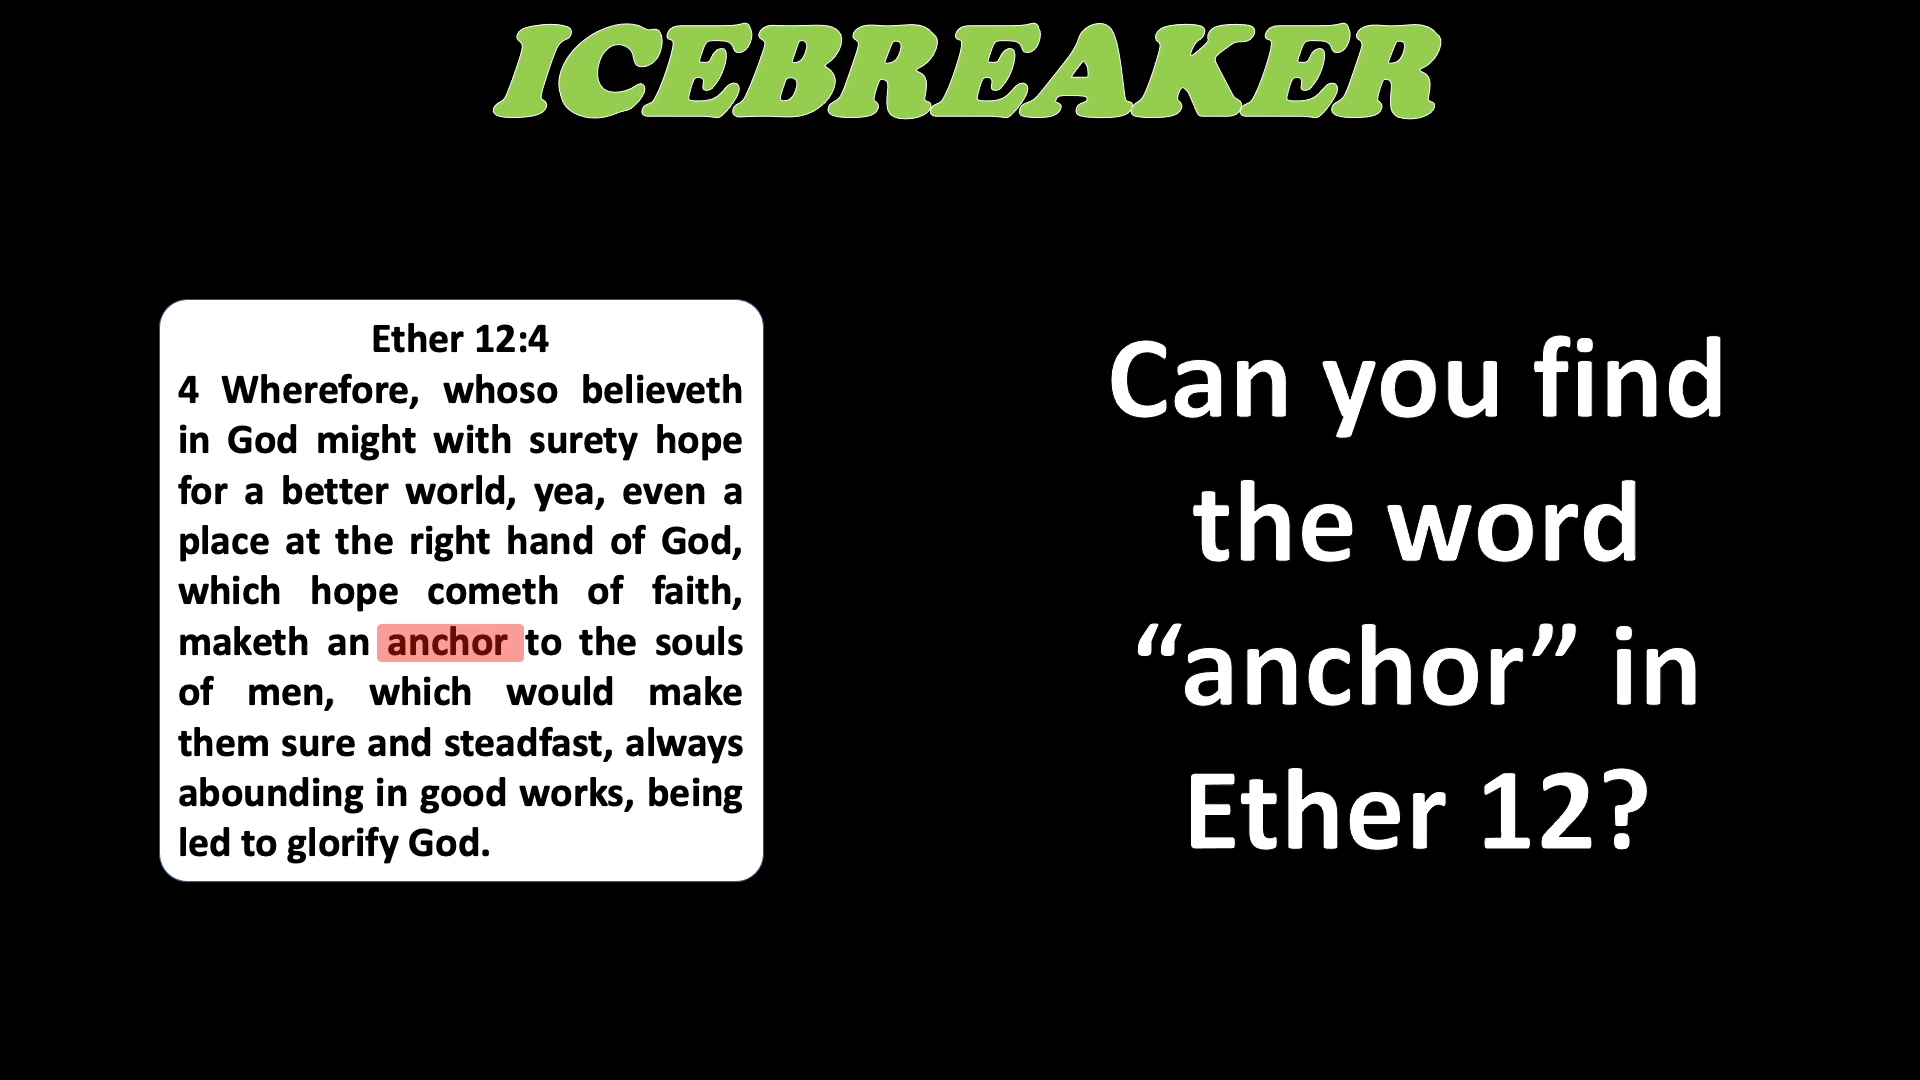 ICEBREAKER
Ether 12:4
4 Wherefore, whoso believeth
in God might with surety hope
for a better world, yea, even a
place at the right hand of God,
which hope cometh of faith,
maketh an anchor to the souls
of men, which would make
them sure and steadfast, always
abounding in good works, being
led to glorify God.
Can you find
the word
“anchor” in
Ether 12?